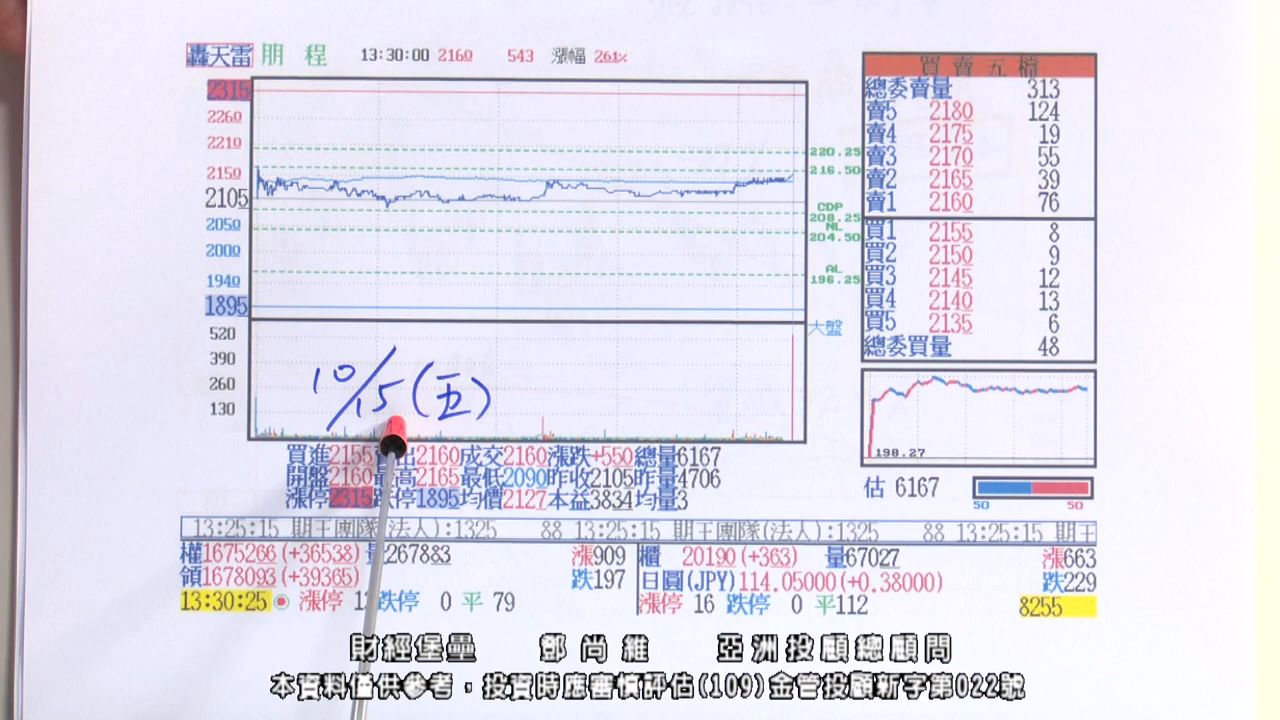 轟天雷 朋程 13:30:00 2160 543 漲幅 261%
2315
2260
2210
2150
2105
2050
2000
1940
1895
520
390
260
130
220.25
216.50
CDP
208.25
NL
204.50
AL
196.25
大盤
10/15(五)
買賣五檔
總委賣量 313
賣5 2180 124
賣4 2175 19
賣3 2170 55
賣2 2165 39
賣1 2160 76
買1 2155 8
買2 2150 9
買3 2145 12
買4 2140 13
買5 2135 6
總委買量 48
198.27
估 6167
50 50
買進2155 出2160成交2160漲跌+550總量6167
開盤2160最高2165最低2090昨收2105昨量4706
漲停2315跌停1895均價2127本益3834均量3
13:25:15 期王團隊(法人):1325 88 13:25:15 期王團隊(法人):1325 88 13:25:15 期王
權1675266(+36538) 量267883 漲909 櫃 20190(+363) 量67027 漲663
領1678093(+39365) 跌197 日圓(JPY)114.05000(+0.38000) 跌229
13:30:25 漲停 跌停 0 平 79 漲停 16 跌停 0 平112 8255
財經堡壘 鄭尚維 亞洲投顧總顧問
本資料僅供參考，投資時應審慎評估(109)金管投顧新字第022號